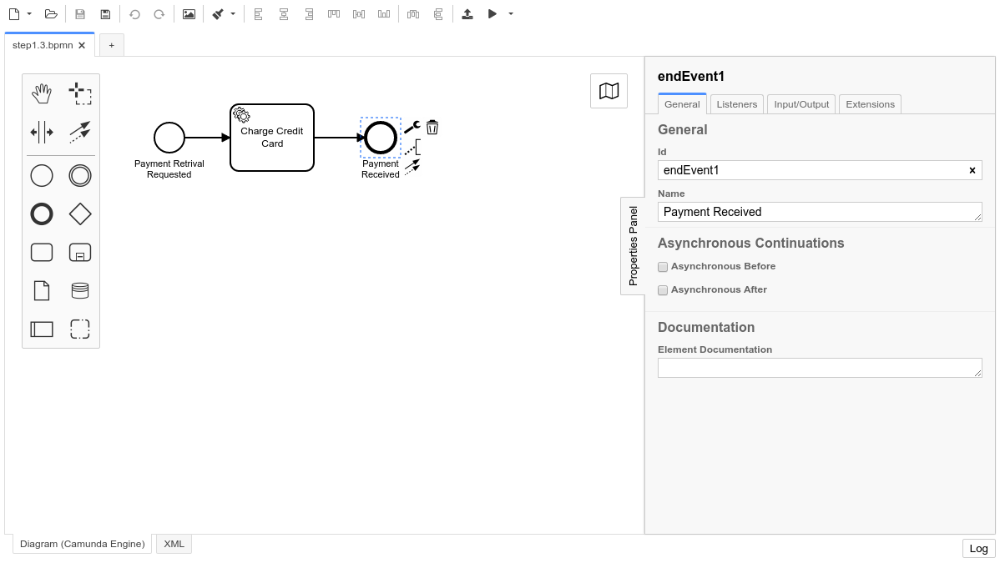 step1.3.bpmn
+
Charge Credit
Card
Payment Retrival
Requested
Payment
Received
Properties Panel
endEvent1
General
Listeners
Input/Output
Extensions
General
Id
endEvent1
Name
Payment Received
Asynchronous Continuations
Asynchronous Before
Asynchronous After
Documentation
Element Documentation
Diagram (Camunda Engine)
XML
Log